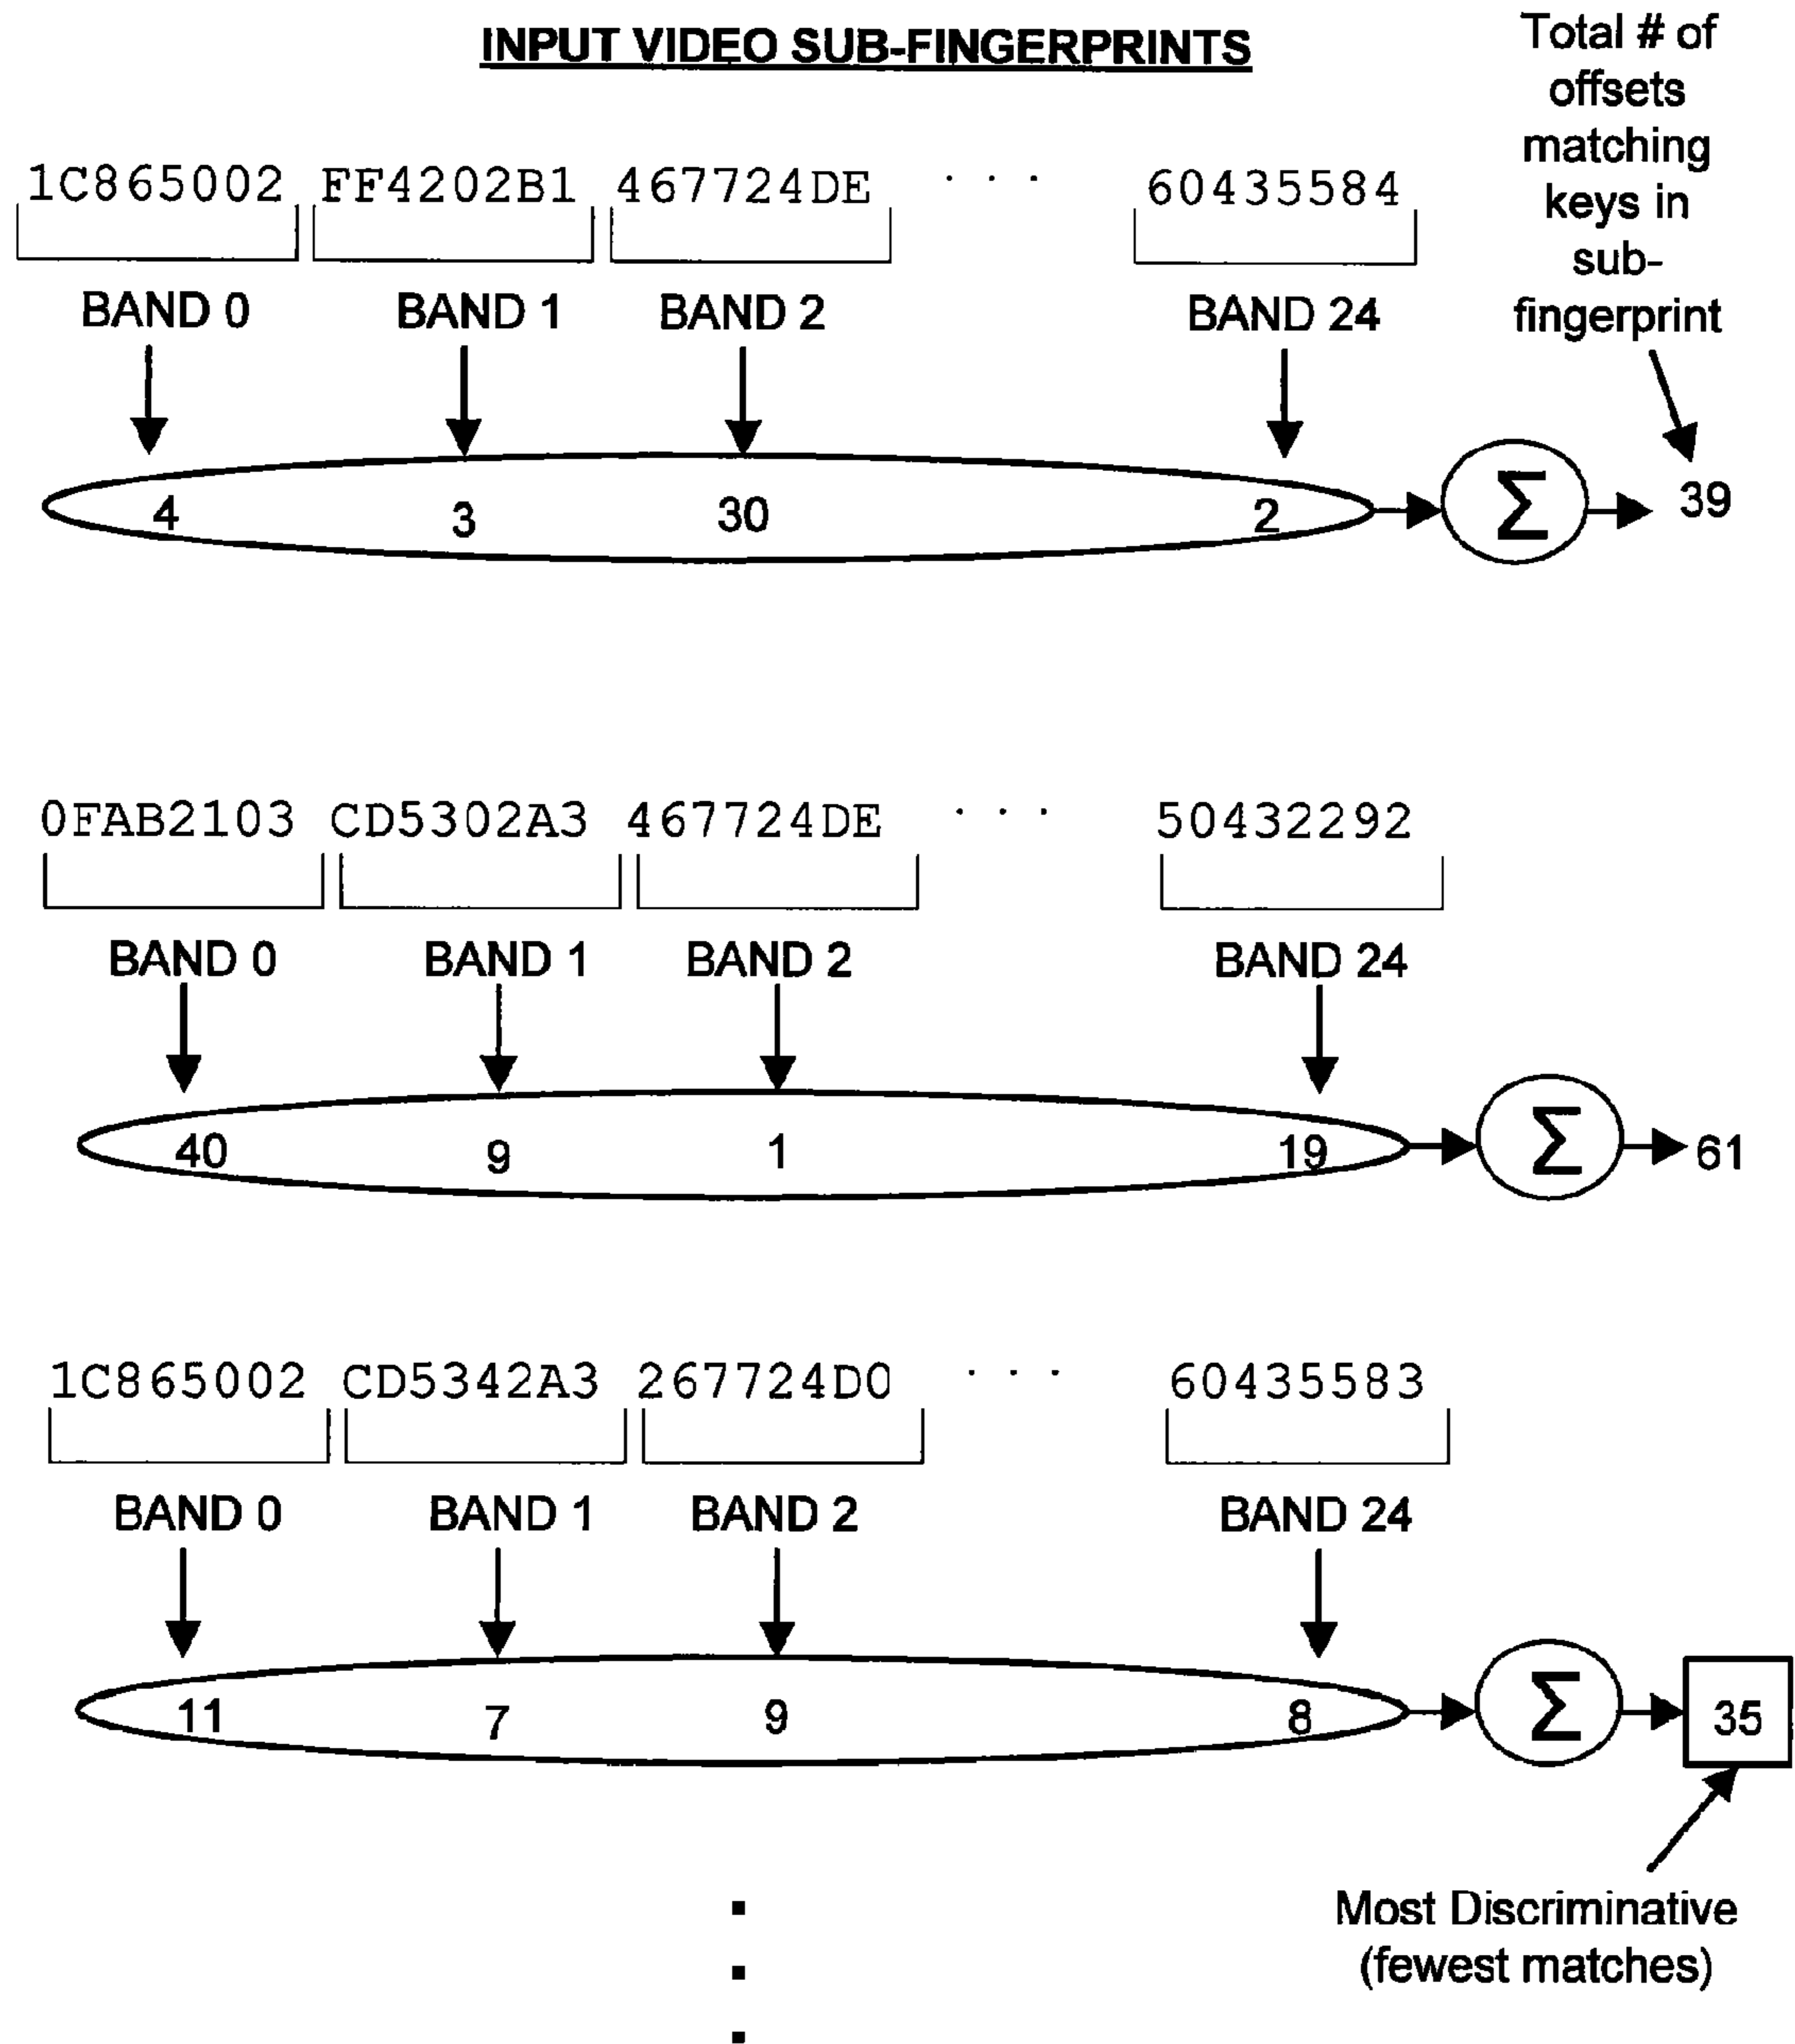 INPUT VIDEO SUB-FINGERPRINTS
Total # of
offsets
matching
keys in
sub-
fingerprint
1C865002 FF4202B1 467724DE . . . 60435584
BAND 0 BAND 1 BAND 2 BAND 24
4 3 30 2 Σ 39
0FAB2103 CD5302A3 467724DE . . . 50432292
BAND 0 BAND 1 BAND 2 BAND 24
40 9 1 19 Σ 61
1C865002 CD5342A3 267724D0 . . . 60435583
BAND 0 BAND 1 BAND 2 BAND 24
11 7 9 8 Σ 35
Most Discriminative
(fewest matches)